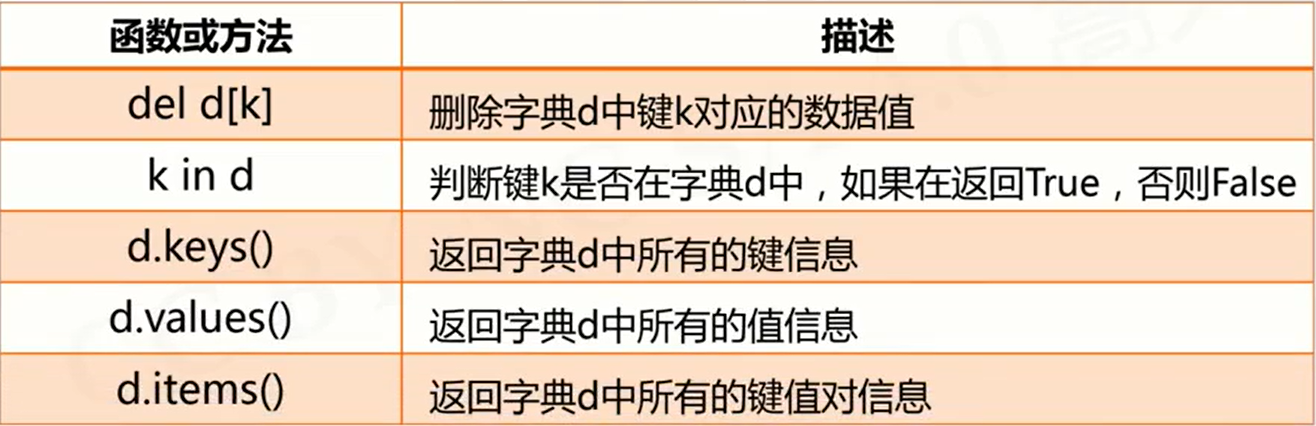 函数或方法 描述
del d[k] 删除字典d中键k对应的数据值
k in d 判断键k是否在字典d中，如果在返回True，否则False
d.keys() 返回字典d中所有的键信息
d.values() 返回字典d中所有的值信息
d.items() 返回字典d中所有的键值对信息